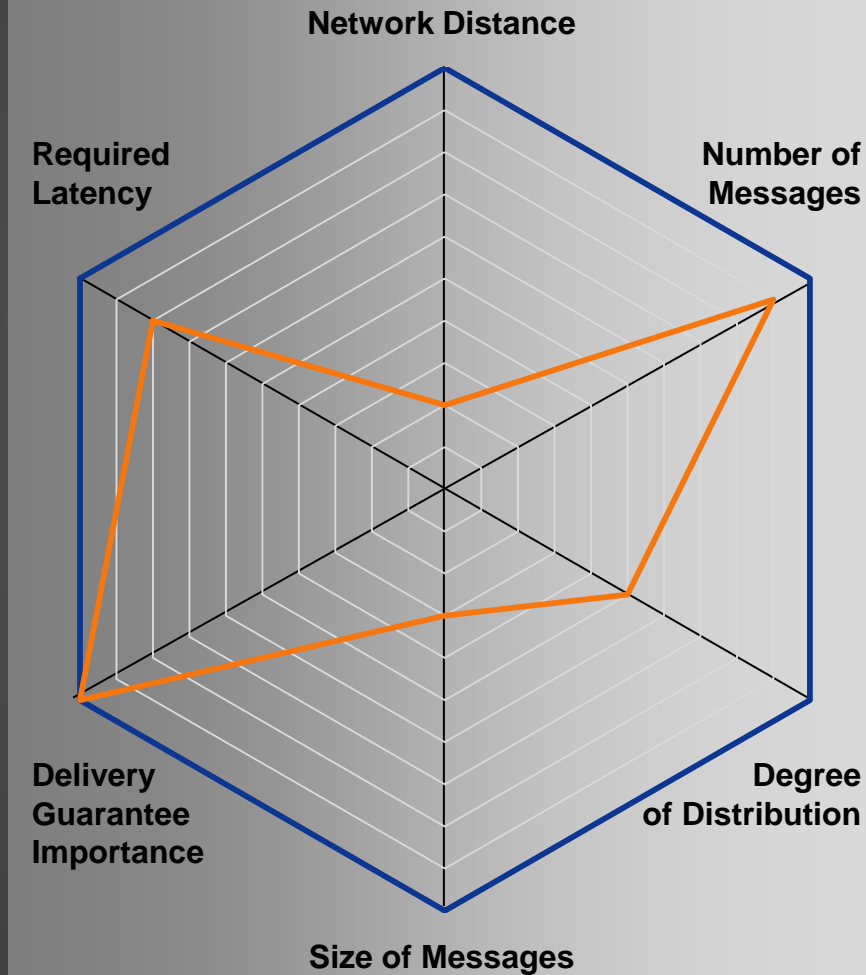 Network Distance
Required
Latency
Number of
Messages
Delivery
Guarantee
Importance
Degree
of Distribution
Size of Messages